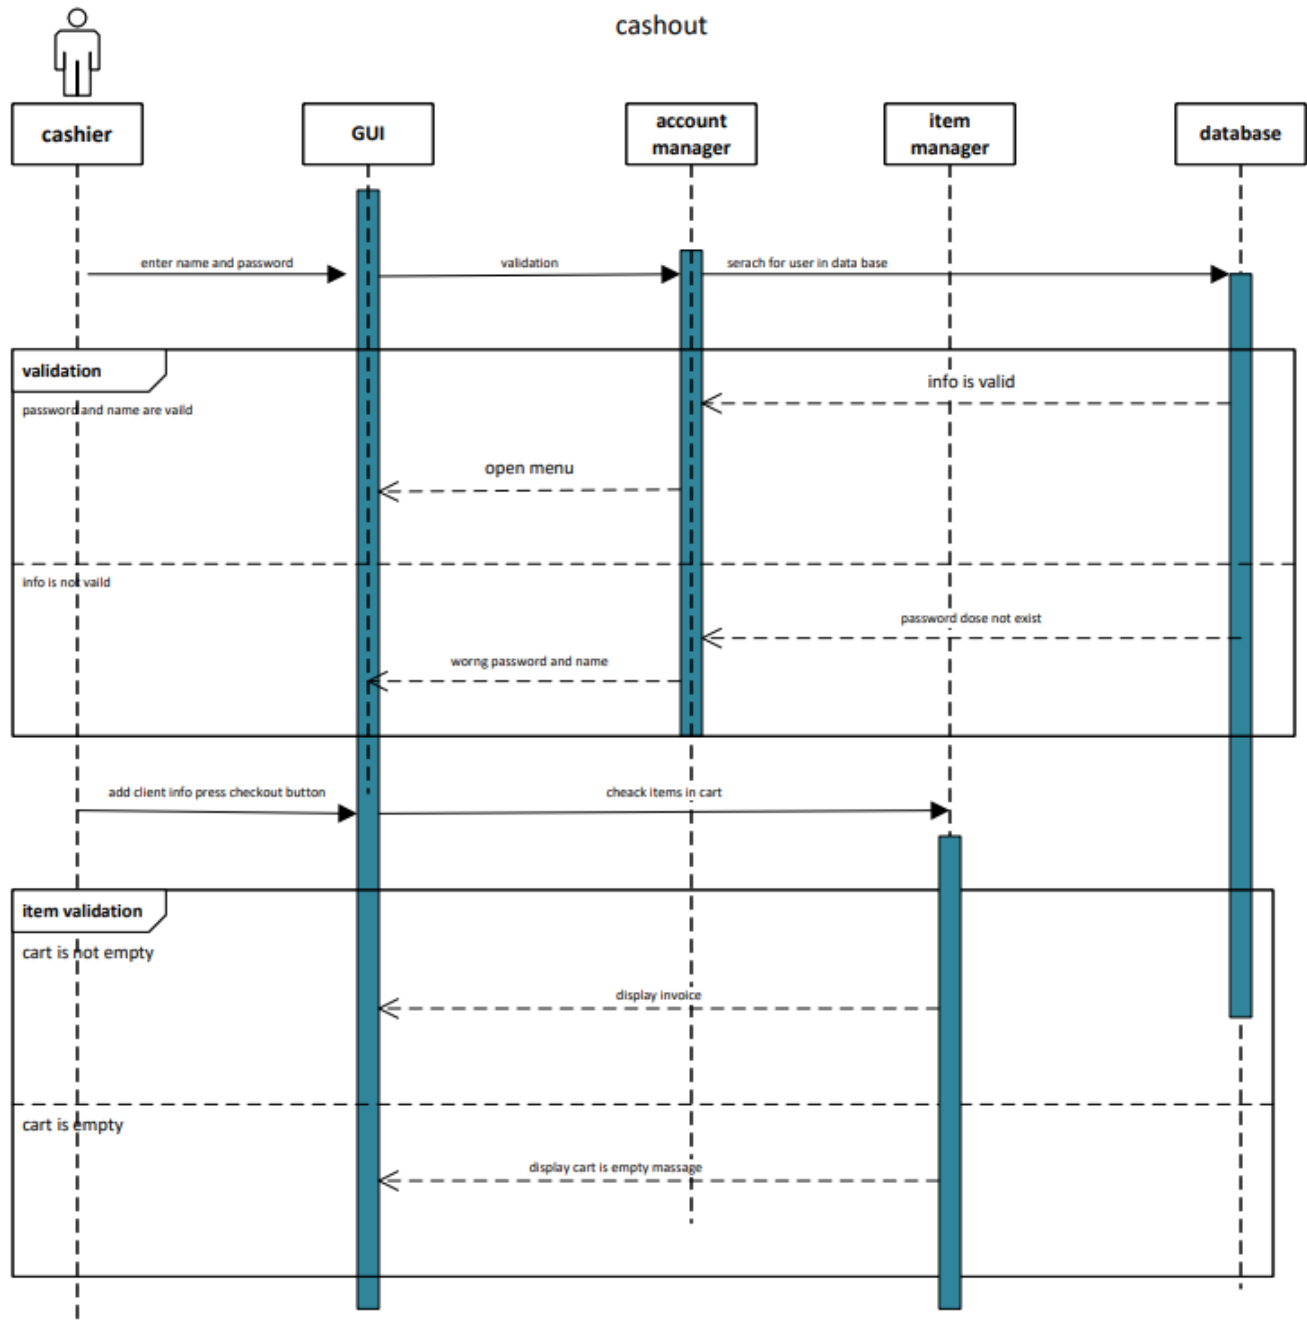 cashout
cashier
GUI
account
manager
item
manager
database
enter name and password
validation
serach for user in data base
validation
password and name are vaild
info is valid
open menu
info is not vaild
password dose not exist
worng password and name
add client info press checkout button
cheack items in cart
item validation
cart is not empty
display invoice
cart is empty
display cart is empty massage